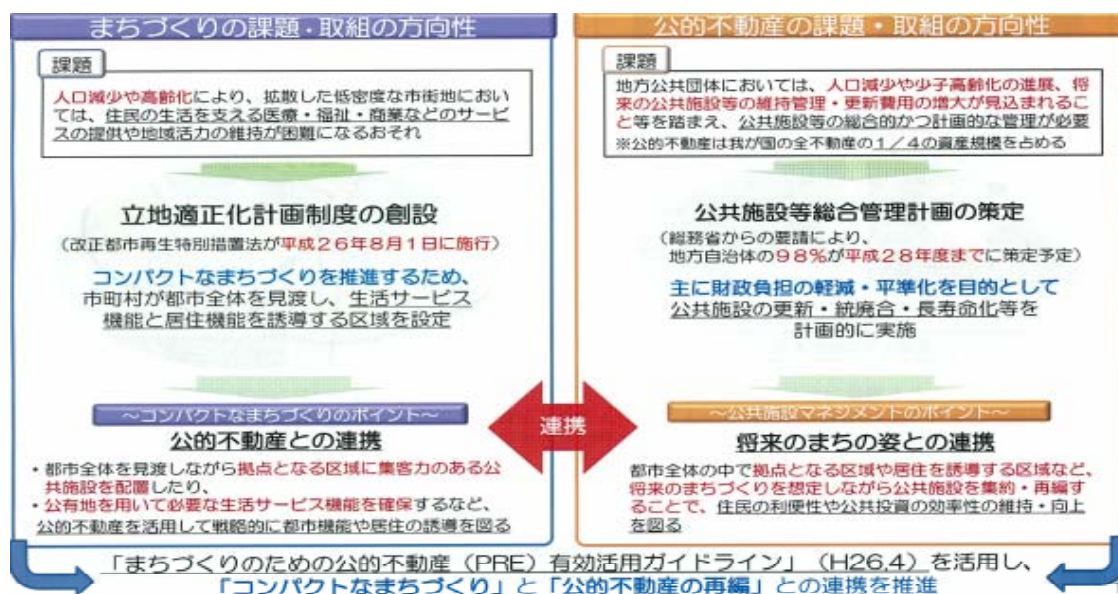 まちづくりの課題・取組の方向性
課題
人口減少や高齢化により、拡散した低密度な市街地におい
ては、住民の生活を支える医療・福祉・商業などのサービ
スの提供や地域活力の維持が困難になるおそれ
立地適正化計画制度の創設
（改正都市再生特別措置法が平成２６年８月１日に施行）
コンパクトなまちづくりを推進するため、
市町村が都市全体を見渡し、生活サービス
機能と居住機能を誘導する区域を設定
～コンパクトなまちづくりのポイント～
公的不動産との連携
・都市全体を見渡しながら拠点となる区域に集客力のある公
共施設を配置したり、
・公有地を用いて必要な生活サービス機能を確保するなど、
公的不動産を活用して戦略的に都市機能や居住の誘導を図る
連携
公的不動産の課題・取組の方向性
課題
地方公共団体においては、人口減少や少子高齢化の進展、将
来の公共施設等の維持管理・更新費用の増大が見込まれるこ
と等を踏まえ、公共施設等の総合的かつ計画的な管理が必要
※公的不動産は我が国の全不動産の１／４の資産規模を占める
公共施設等総合管理計画の策定
（総務省からの要請により、
地方自治体の９８％が平成２８年度までに策定予定）
主に財政負担の軽減・平準化を目的として
公共施設の更新・統廃合・長寿命化等を
計画的に実施
～公共施設マネジメントのポイント～
将来のまちの姿との連携
都市全体の中で拠点となる区域や居住を誘導する区域など、
将来のまちづくりを想定しながら公共施設を集約・再編す
ることで、住民の利便性や公共投資の効率性の維持・向上
を図る
「まちづくりのための公的不動産（PRE）有効活用ガイドライン」（H26,4）を活用し、
「コンパクトなまちづくり」と「公的不動産の再編」との連携を推進